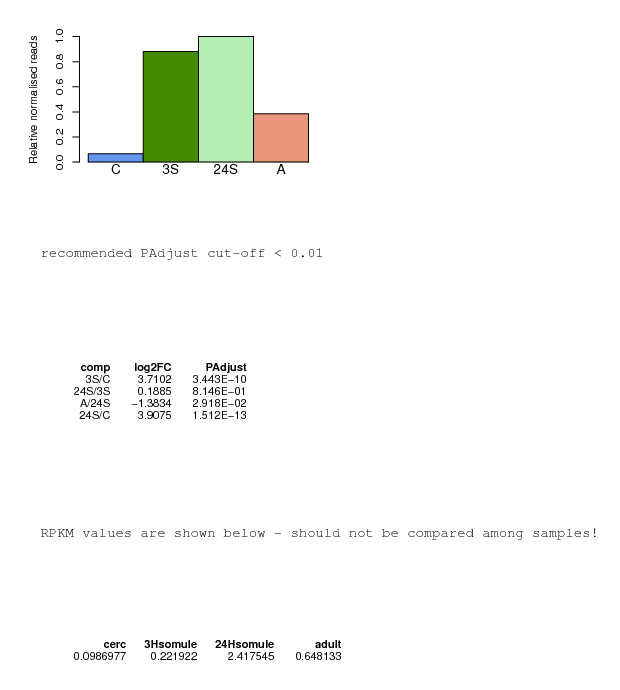 Relative normalised reads
1.0
0.8
0.6
0.4
0.2
0.0
C 3S 24S A
recommended PAdjust cut-off < 0.01
comp log2FC PAdjust
3S/C 3.7102 3.443E−10
24S/3S 0.1885 8.146E−01
A/24S −1.3834 2.918E−02
24S/C 3.9075 1.512E−13
RPKM values are shown below - should not be compared among samples!
cerc 3Hsomule 24Hsomule adult
0.0986977 0.221922 2.417545 0.648133